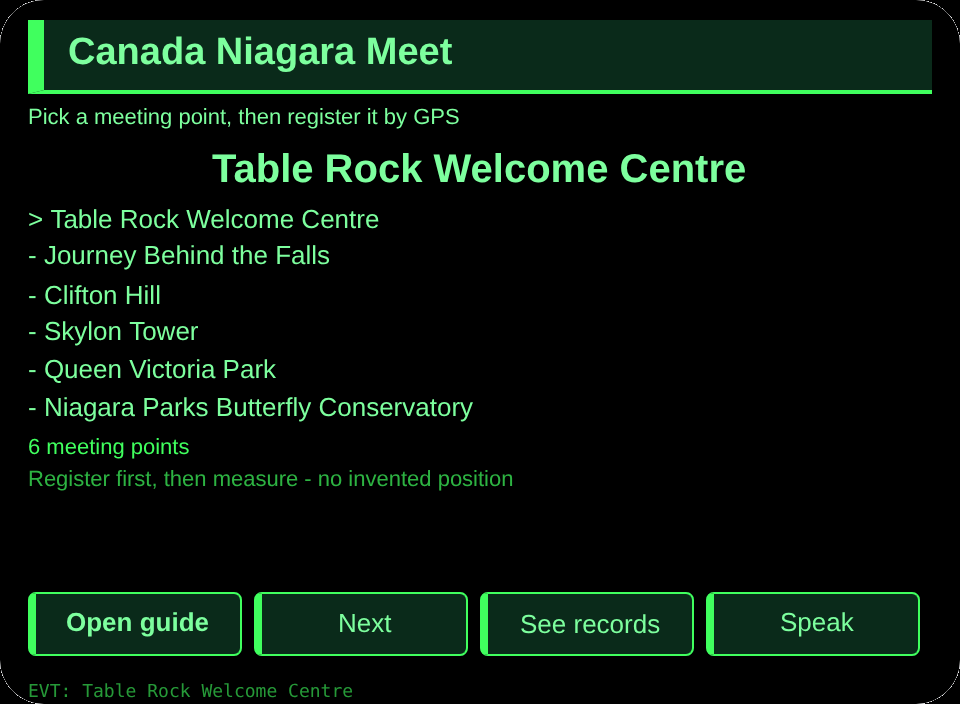 Canada Niagara Meet
Pick a meeting point, then register it by GPS
Table Rock Welcome Centre
> Table Rock Welcome Centre
- Journey Behind the Falls
- Clifton Hill
- Skylon Tower
- Queen Victoria Park
- Niagara Parks Butterfly Conservatory
6 meeting points
Register first, then measure - no invented position
Open guide
Next
See records
Speak
EVT: Table Rock Welcome Centre